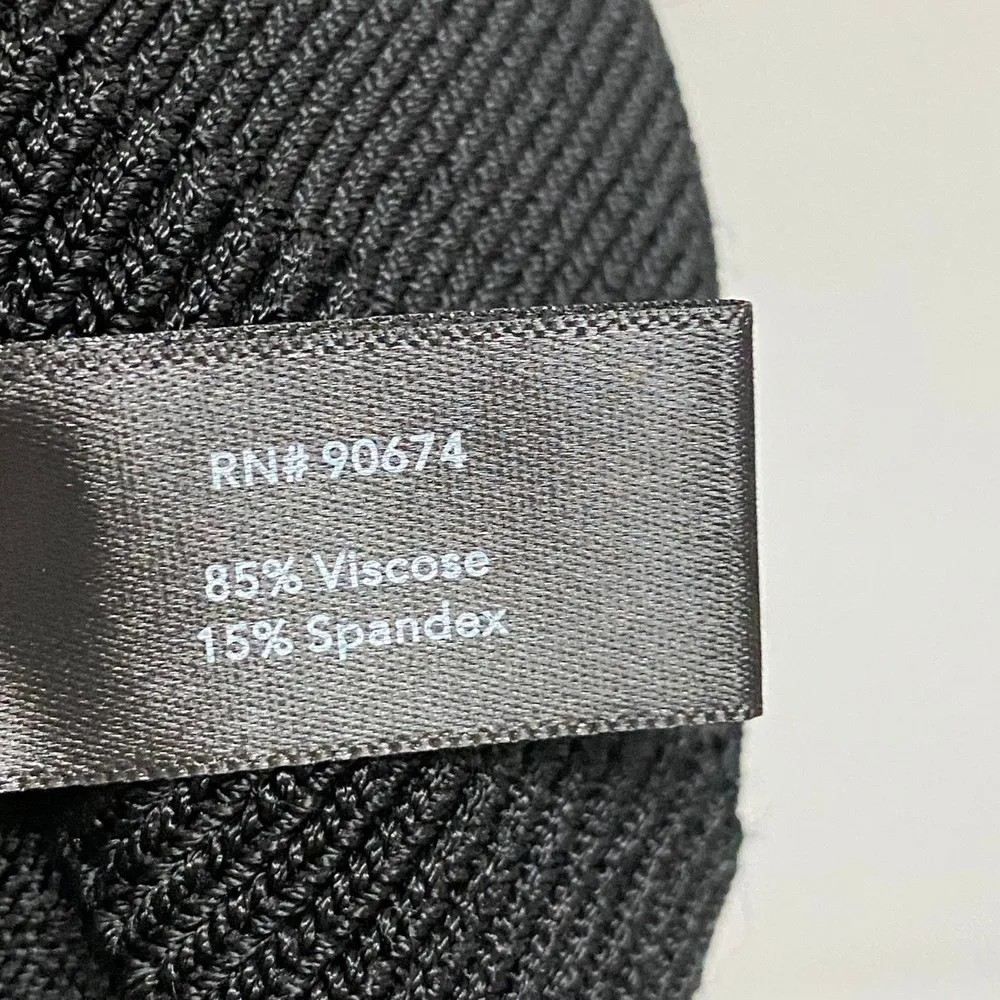 RN# 90674
85% Viscose
15% Spandex